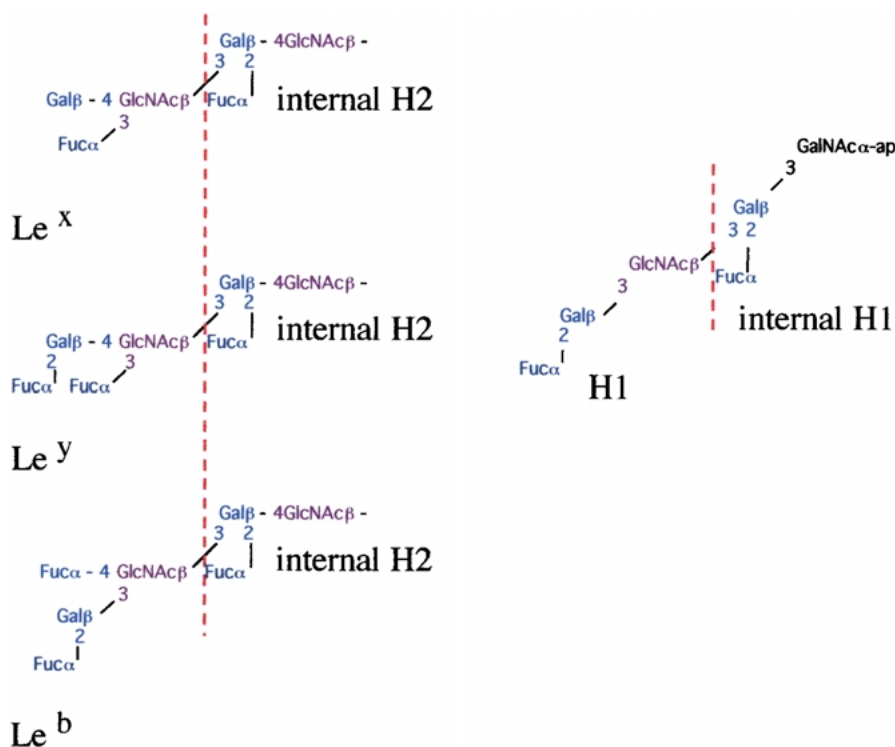 Galβ - 4GlcNAcβ -
3 2
Galβ - 4 GlcNAcβ Fucα internal H2
3
Fucα
Le x
Galβ - 4GlcNAcβ -
3 2
Galβ - 4 GlcNAcβ Fucα internal H2
2 3
Fucα Fucα
Le y
Galβ - 4GlcNAcβ -
3 2
Fucα - 4 GlcNAcβ Fucα internal H2
3
Galβ
2
Fucα
Le b
GalNAcα-ap
3
Galβ
3 2
GlcNAcβ Fucα
3 internal H1
Galβ
2
Fucα H1